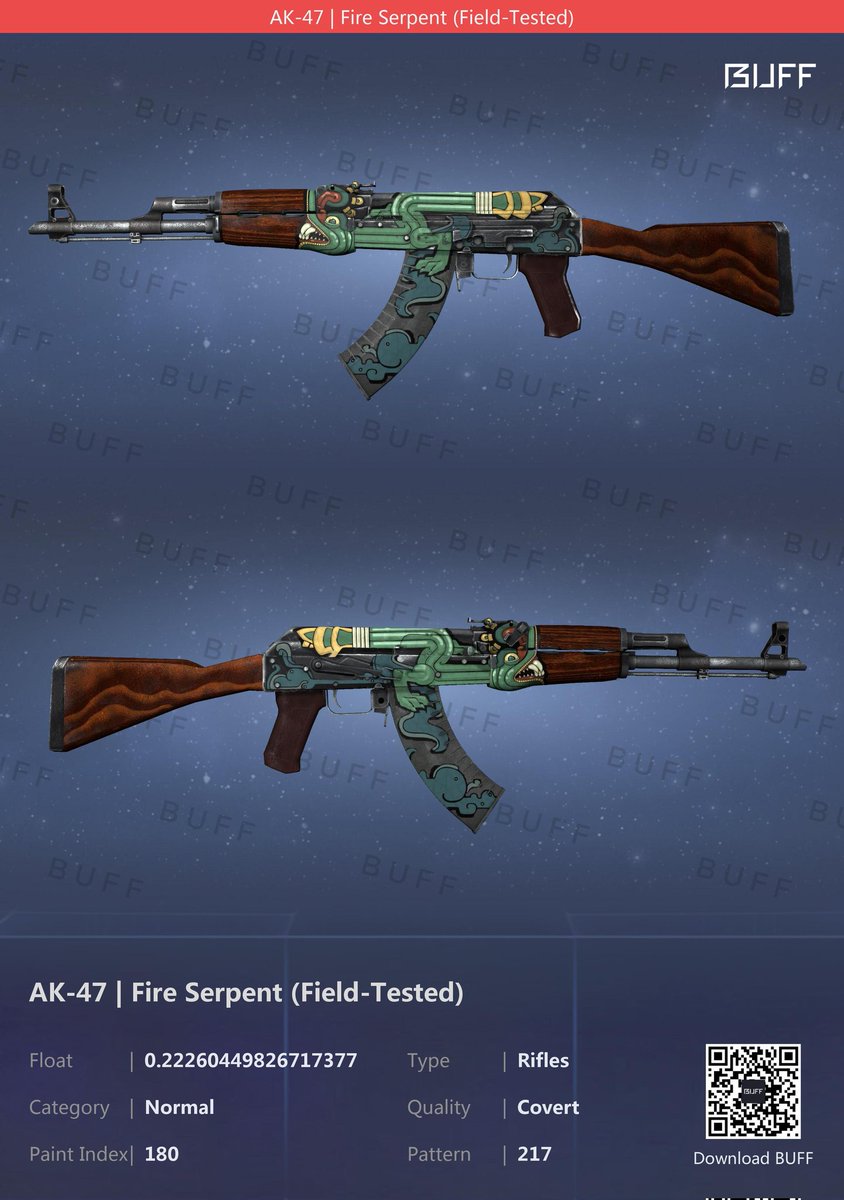 AK-47 | Fire Serpent (Field-Tested)
BUFF
AK-47 | Fire Serpent (Field-Tested)
Float | 0.22260449826717377
Type | Rifles
Category | Normal
Quality | Covert
Paint Index| 180
Pattern | 217
BUFF
Download BUFF